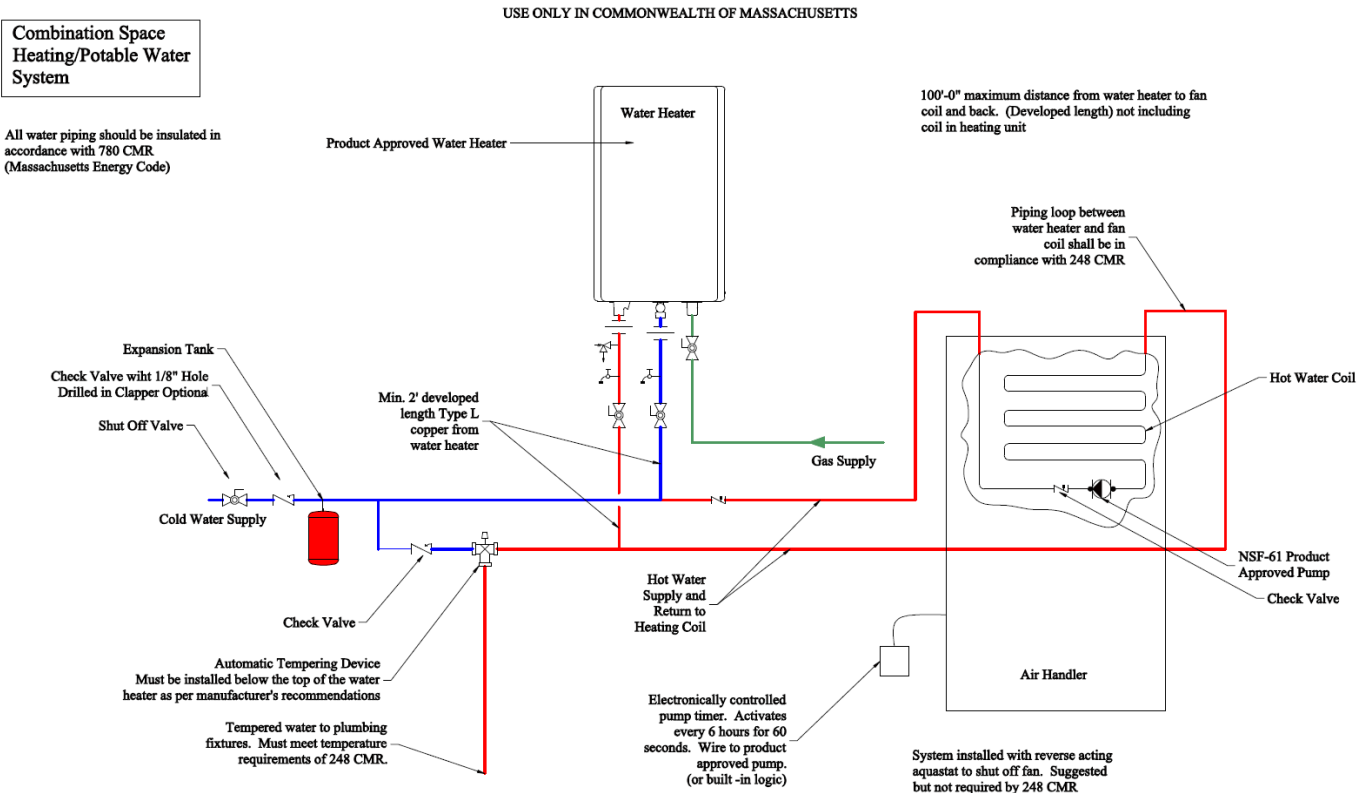 USE ONLY IN COMMONWEALTH OF MASSACHUSETTS
Combination Space
Heating/Potable Water
System
All water piping should be insulated in
accordance with 780 CMR
(Massachusetts Energy Code)
Product Approved Water Heater
Water Heater
100'-0" maximum distance from water heater to fan
coil and back. (Developed length) not including
coil in heating unit
Piping loop between
water heater and fan
coil shall be in
compliance with 248 CMR
Expansion Tank
Check Valve wiht 1/8" Hole
Drilled in Clapper Optional
Shut Off Valve
Cold Water Supply
Min. 2' developed
length Type L
copper from
water heater
Gas Supply
Hot Water Coil
NSF-61 Product
Approved Pump
Check Valve
Hot Water
Supply and
Return to
Heating Coil
Check Valve
Automatic Tempering Device
Must be installed below the top of the water
heater as per manufacturer's recommendations
Tempered water to plumbing
fixtures. Must meet temperature
requirements of 248 CMR.
Electronically controlled
pump timer. Activates
every 6 hours for 60
seconds. Wire to product
approved pump.
(or built -in logic)
Air Handler
System installed with reverse acting
aquastat to shut off fan. Suggested
but not required by 248 CMR